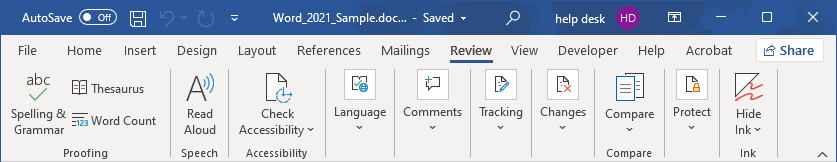 AutoSave Off Word_2021_Sample.doc... - Saved help desk HD
File Home Insert Design Layout References Mailings Review View Developer Help Acrobat Share
abc Thesaurus
Spelling & Grammar
123 Word Count
Read Aloud
Check Accessibility
Language
Comments
Tracking
Changes
Compare
Protect
Hide Ink
Proofing Speech Accessibility Compare Ink